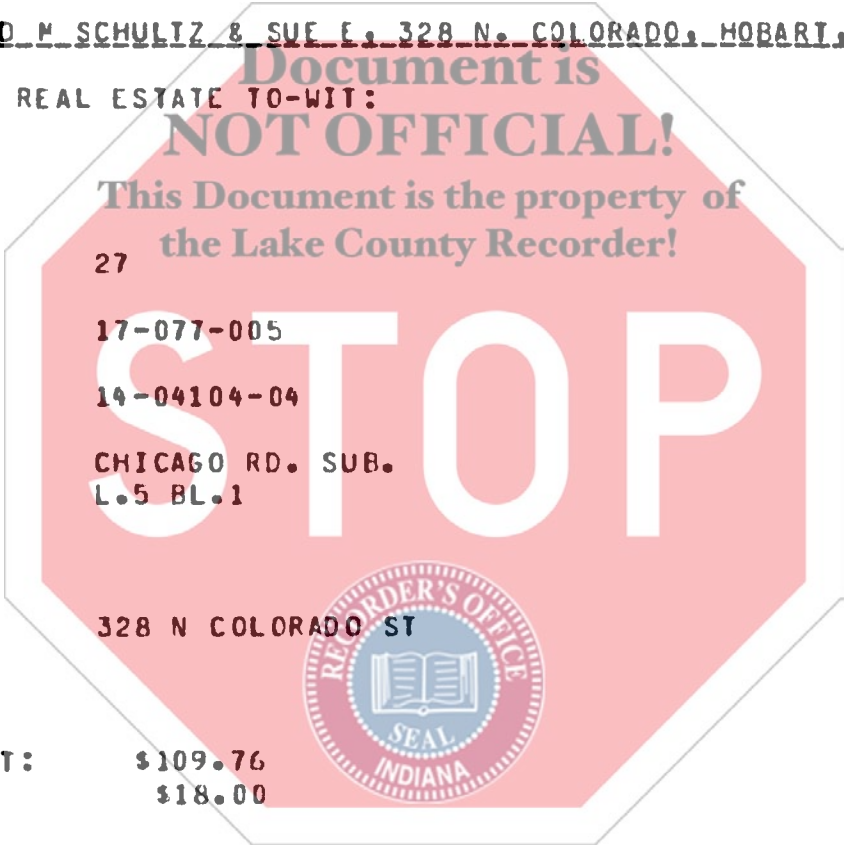 D M SCHULTZ & SUE E, 328 N. COLORADO, HOBART,
Document is
REAL ESTATE TO-WIT:
NOT OFFICIAL!
This Document is the property of
the Lake County Recorder!
27
17-077-005
STOP
14-04104-04
CHICAGO RD. SUB.
L.5 BL.1
328 N COLORADO ST
RECORDER'S OFFICE
SEAL
INDIANA
T: $109.76
$18.00